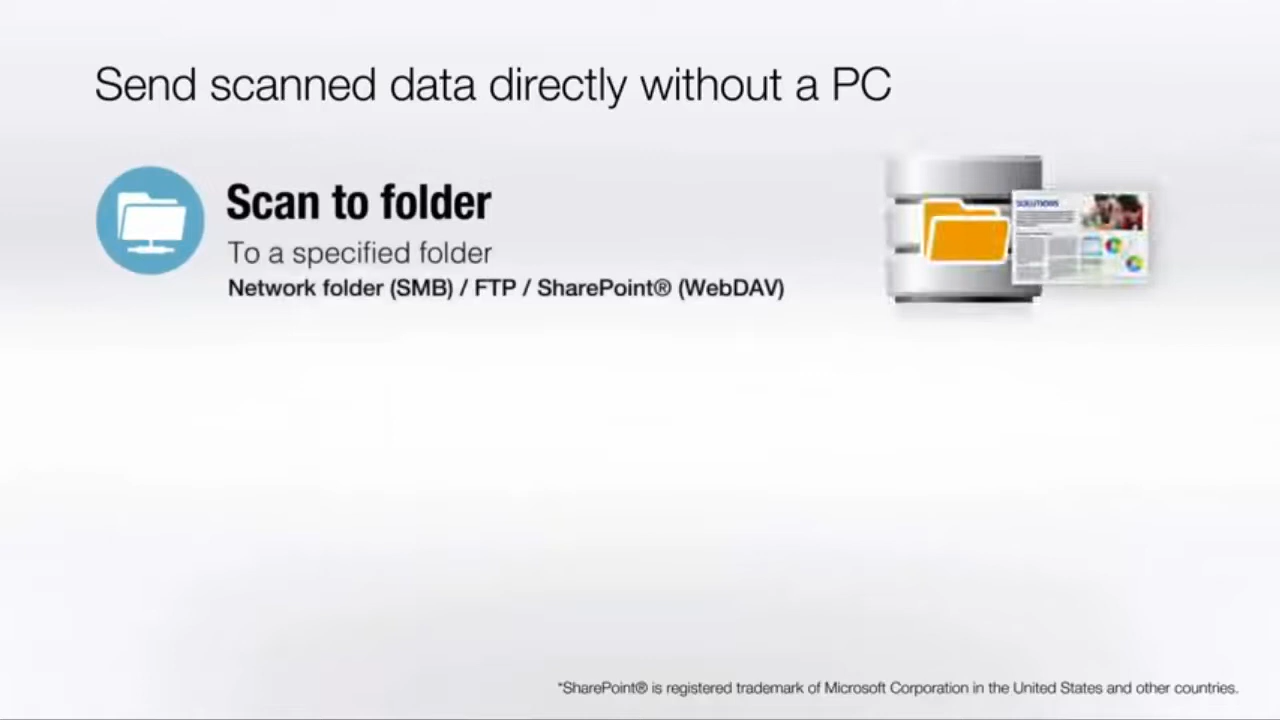 Send scanned data directly without a PC
Scan to folder
To a specified folder
Network folder (SMB) / FTP / SharePoint® (WebDAV)
SOLUTIONS
*SharePoint® is registered trademark of Microsoft Corporation in the United States and other countries.